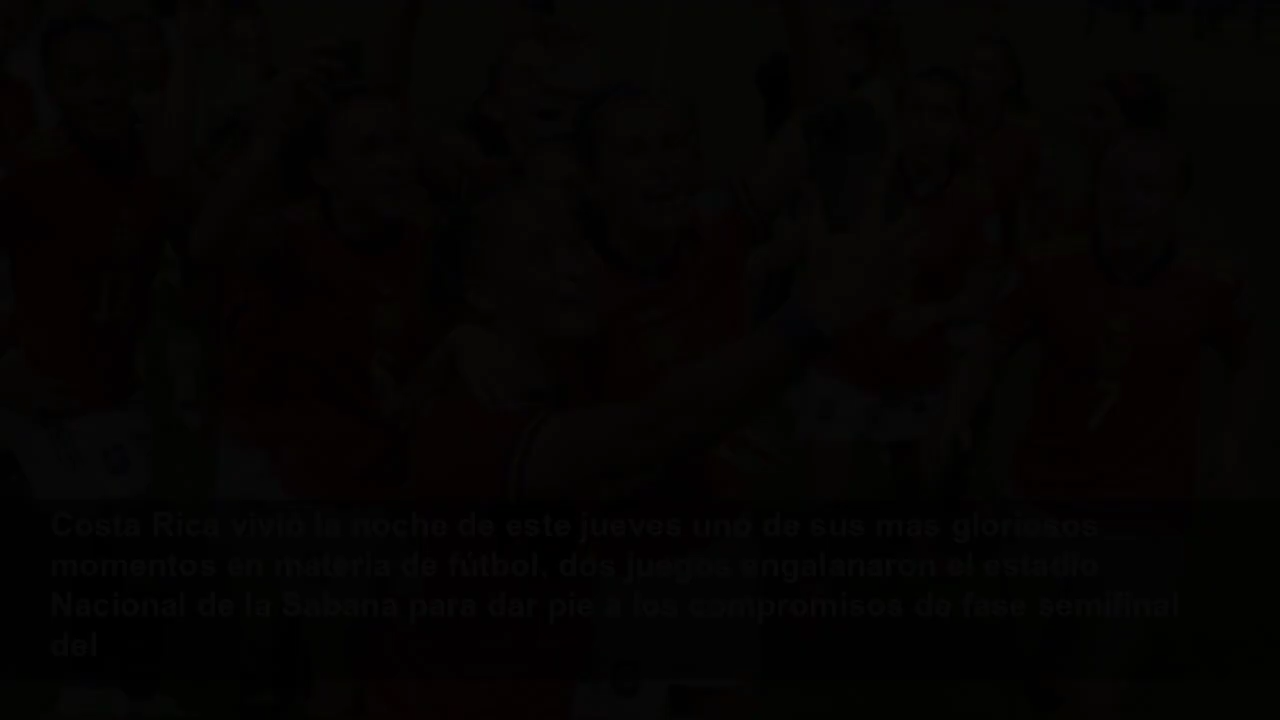 Costa Rica vivió la noche de este jueves uno de sus mas gloriosos
momentos en materia de fútbol, dos juegos engalanaron el estadio
Nacional de la Sabana para dar pie a los compromisos de fase semifinal
del